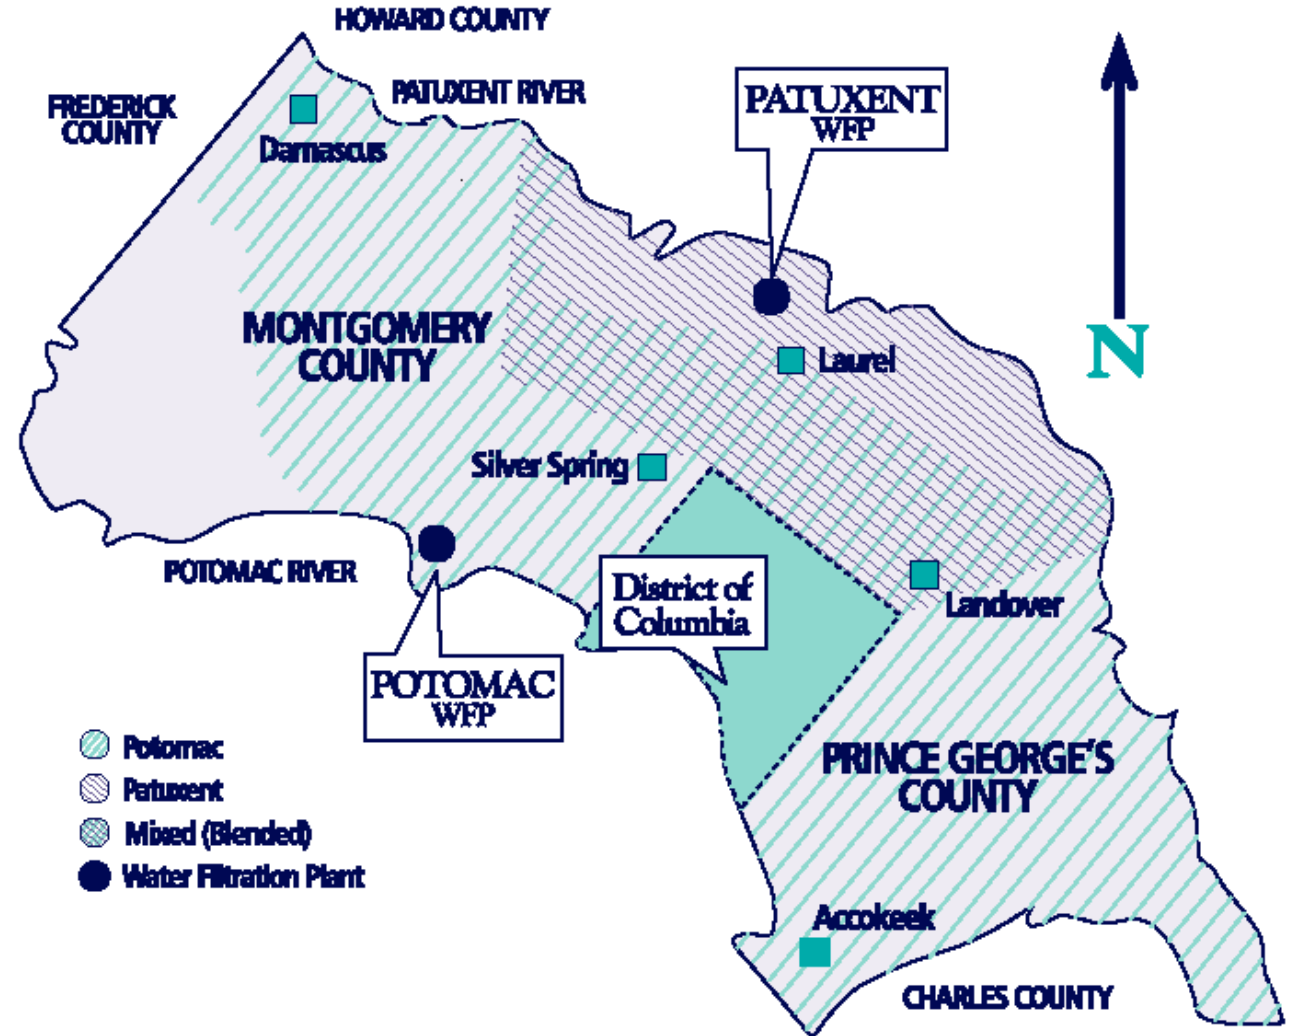 HOWARD COUNTY
FREDERICK
COUNTY
PATUXENT RIVER
PATUXENT
WFP
Damascus
MONTGOMERY
COUNTY
Laurel
N
Silver Spring
POTOMAC RIVER
District of
Columbia
Landover
POTOMAC
WFP
PRINCE GEORGE'S
COUNTY
Potomac
Patuxent
Mixed (Blended)
Water Filtration Plant
Accokeek
CHARLES COUNTY